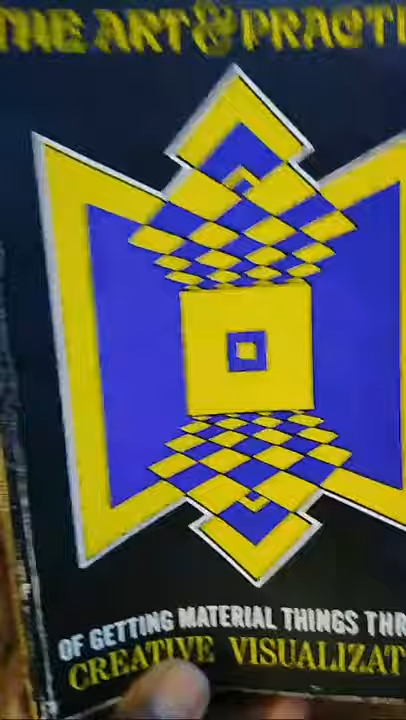 THE ART & PRACTI
OF GETTING MATERIAL THINGS THR
CREATIVE VISUALIZAT